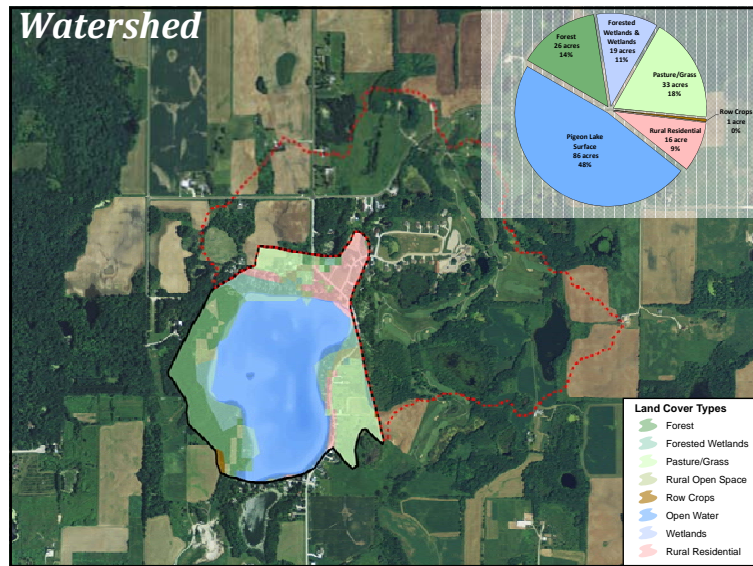 Watershed
Forest
26 acres
14%
Forested
Wetlands &
Wetlands
19 acres
11%
Pasture/Grass
33 acres
18%
Row Crops
1 acre
0%
Rural Residential
16 acre
9%
Pigeon Lake
Surface
86 acres
48%
Land Cover Types
Forest
Forested Wetlands
Pasture/Grass
Rural Open Space
Row Crops
Open Water
Wetlands
Rural Residential